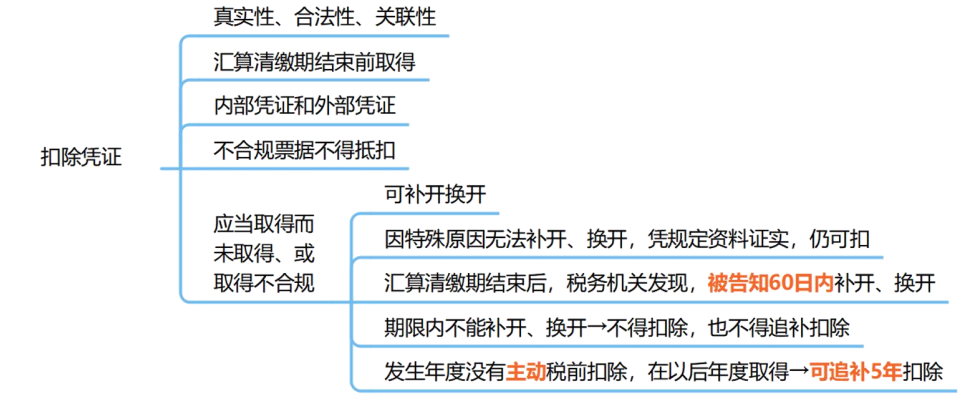 真实性、合法性、关联性
汇算清缴期结束前取得
内部凭证和外部凭证
扣除凭证
不合规票据不得抵扣
应当取得而
未取得、或
取得不合规
可补开换开
因特殊原因无法补开、换开，凭规定资料证实，仍可扣
汇算清缴期结束后，税务机关发现，被告知60日内补开、换开
期限内不能补开、换开→不得扣除，也不得追补扣除
发生年度没有主动税前扣除，在以后年度取得→可追补5年扣除